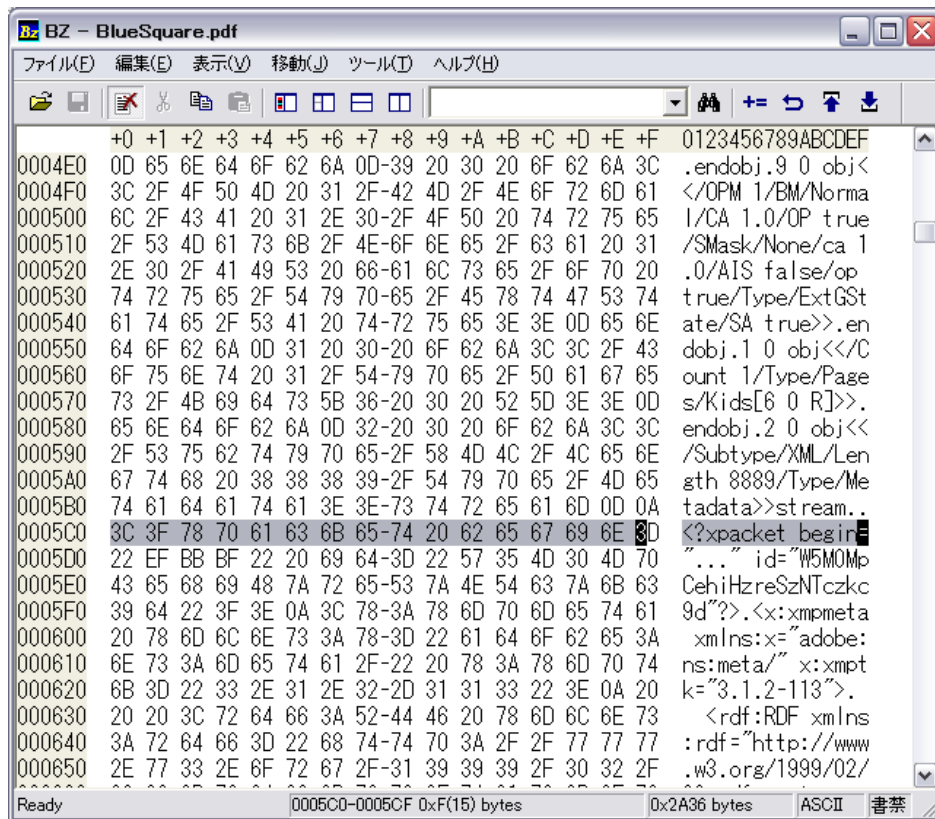 BZ - BlueSquare.pdf
ファイル(F) 編集(E) 表示(V) 移動(J) ツール(T) ヘルプ(H)
+0 +1 +2 +3 +4 +5 +6 +7 +8 +9 +A +B +C +D +E +F 0123456789ABCDEF
0004E0 0D 65 6E 64 6F 62 6A 0D-39 20 30 20 6F 62 6A 3C .endobj.9 0 obj<
0004F0 3C 2F 4F 50 4D 20 31 2F-42 4D 2F 4E 6F 72 6D 61 </OPM 1/BM/Norma
000500 6C 2F 43 41 20 31 2E 30-2F 4F 50 20 74 72 75 65 l/CA 1.0/OP true
000510 2F 53 4D 61 73 6B 2F 4E-6F 6E 65 2F 63 61 20 31 /SMask/None/ca 1
000520 2E 30 2F 41 49 53 20 66-61 6C 73 65 2F 6F 70 20 .0/AIS false/op
000530 74 72 75 65 2F 54 79 70-65 2F 45 78 74 47 53 74 true/Type/ExtGSt
000540 61 74 65 2F 53 41 20 74-72 75 65 3E 3E 0D 65 6E ate/SA true>>.en
000550 64 6F 62 6A 0D 31 20 30-20 6F 62 6A 3C 3C 2F 43 dobj.1 0 obj<</C
000560 6F 75 6E 74 20 31 2F 54-79 70 65 2F 50 61 67 65 ount 1/Type/Page
000570 73 2F 4B 69 64 73 5B 36-20 30 20 52 5D 3E 3E 0D s/Kids[6 0 R]>>.
000580 65 6E 64 6F 62 6A 0D 32-20 30 20 6F 62 6A 3C 3C endobj.2 0 obj<<
000590 2F 53 75 62 74 79 70 65-2F 58 4D 4C 2F 4C 65 6E /Subtype/XML/Len
0005A0 67 74 68 20 38 38 38 39-2F 54 79 70 65 2F 4D 65 gth 8889/Type/Me
0005B0 74 61 64 61 74 61 3E 3E-73 74 72 65 61 6D 0D 0A tadata>>stream..
0005C0 3C 3F 78 70 61 63 6B 65-74 20 62 65 67 69 6E 3D <?xpacket begin=
0005D0 22 EF BB BF 22 20 69 64-3D 22 57 35 4D 30 4D 70 "..." id="W5M0Mp
0005E0 43 65 68 69 48 7A 72 65-53 7A 4E 54 63 7A 6B 63 CehiHzreSzNTczkc
0005F0 39 64 22 3F 3E 0A 3C 78-3A 78 6D 70 6D 65 74 61 9d"?>.<x:xmpmeta
000600 20 78 6D 6C 6E 73 3A 78-3D 22 61 64 6F 62 65 3A xmlns:x="adobe:
000610 6E 73 3A 6D 65 74 61 2F-22 20 78 3A 78 6D 70 74 ns:meta/" x:xmpt
000620 6B 3D 22 33 2E 31 2E 32-2D 31 31 33 22 3E 0A 20 k="3.1.2-113">.
000630 20 20 3C 72 64 66 3A 52-44 46 20 78 6D 6C 6E 73 <rdf:RDF xmlns
000640 3A 72 64 66 3D 22 68 74-74 70 3A 2F 2F 77 77 77 :rdf="http://www
000650 2E 77 33 2E 6F 72 67 2F-31 39 39 39 2F 30 32 2F .w3.org/1999/02/
Ready 0005C0-0005CF 0xF(15) bytes 0x2A36 bytes ASCII 書禁